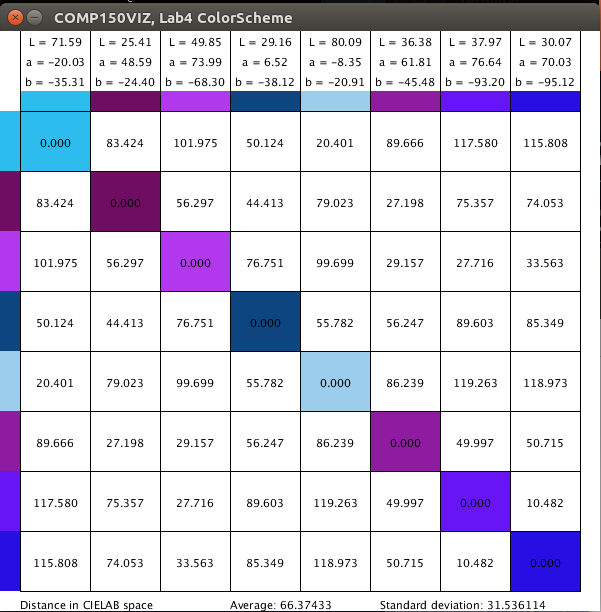 COMP150VIZ, Lab4 ColorScheme
L = 71.59 L = 25.41 L = 49.85 L = 29.16 L = 80.09 L = 36.38 L = 37.97 L = 30.07
a = -20.03 a = 48.59 a = 73.99 a = 6.52 a = -8.35 a = 61.81 a = 76.64 a = 70.03
b = -35.31 b = -24.40 b = -68.30 b = -38.12 b = -20.91 b = -45.48 b = -93.20 b = -95.12
0.000 83.424 101.975 50.124 20.401 89.666 117.580 115.808
83.424 0.000 56.297 44.413 79.023 27.198 75.357 74.053
101.975 56.297 0.000 76.751 99.699 29.157 27.716 33.563
50.124 44.413 76.751 0.000 55.782 56.247 89.603 85.349
20.401 79.023 99.699 55.782 0.000 86.239 119.263 118.973
89.666 27.198 29.157 56.247 86.239 0.000 49.997 50.715
117.580 75.357 27.716 89.603 119.263 49.997 0.000 10.482
115.808 74.053 33.563 85.349 118.973 50.715 10.482 0.000
Distance in CIELAB space Average: 66.37433 Standard deviation: 31.536114